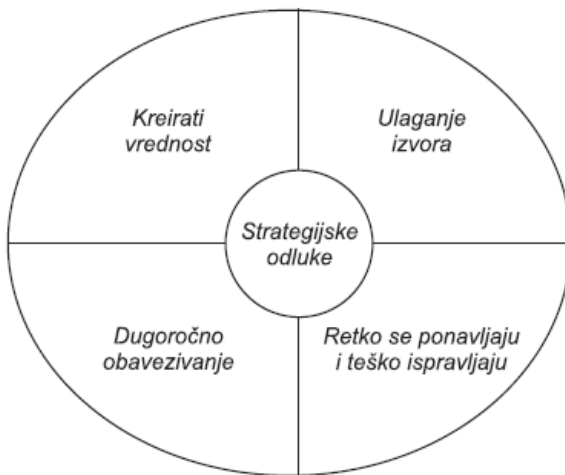 Kreirati
vrednost
Ulaganje
izvora
Strategijske
odluke
Dugoročno
obavezivanje
Retko se ponavljaju
i teško ispravljaju